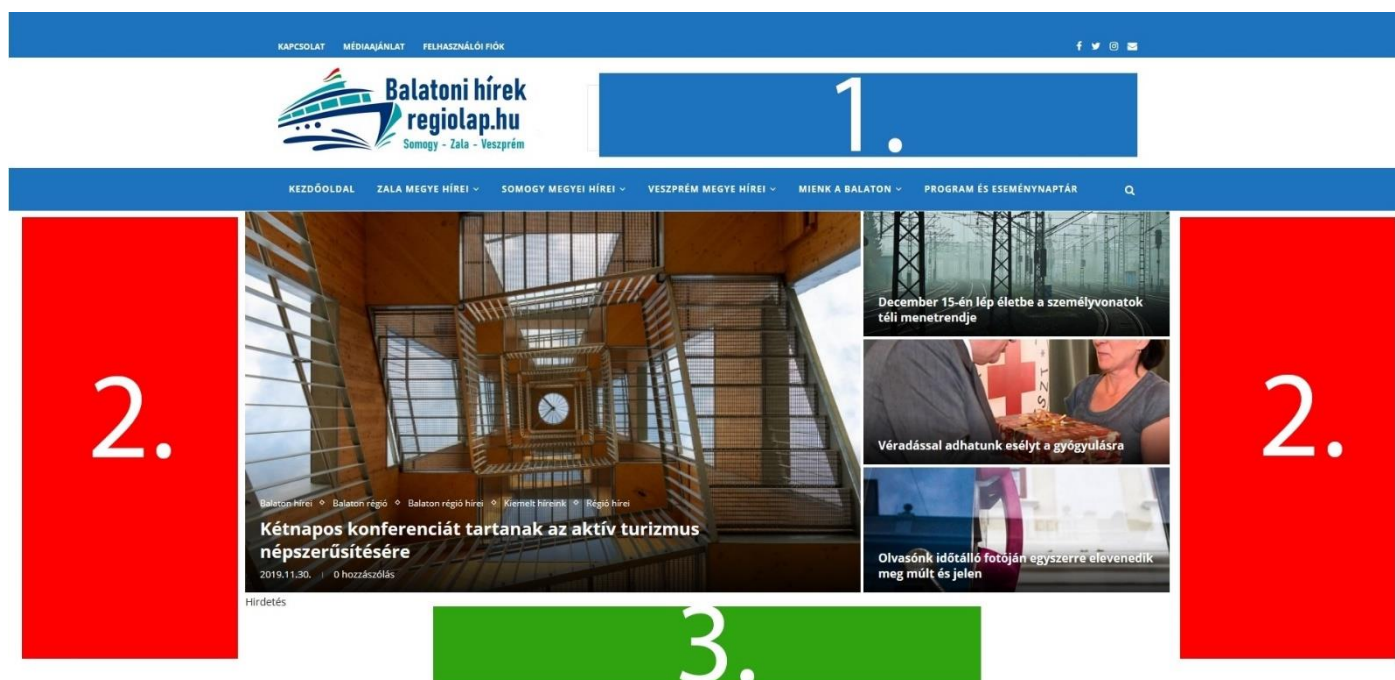 KAPCSOLAT MÉDIAAJÁNLAT FELHASZNÁLÓI FIÓK
Balatoni hírek
regiolap.hu
Somogy - Zala - Veszprém
1.
KEZDŐOLDAL ZALA MEGYE HÍREI SOMOGY MEGYEI HÍREI VESZPRÉM MEGYE HÍREI MIENK A BALATON PROGRAM ÉS ESEMÉNYNAPTÁR
2.
Balaton hírei Balaton régió Balaton régió hírei Kiemelt híreink Régió hírei
Kétnapos konferenciát tartanak az aktív turizmus
népszerűsítésére
2019.11.30. 0 hozzászólás
December 15-én lép életbe a személyvonatok
téli menetrendje
Véradással adhatunk esélyt a gyógyulásra
Olvasónk időtálló fotóján egyszerre elevenedik
meg múlt és jelen
2.
Hirdetés
3.